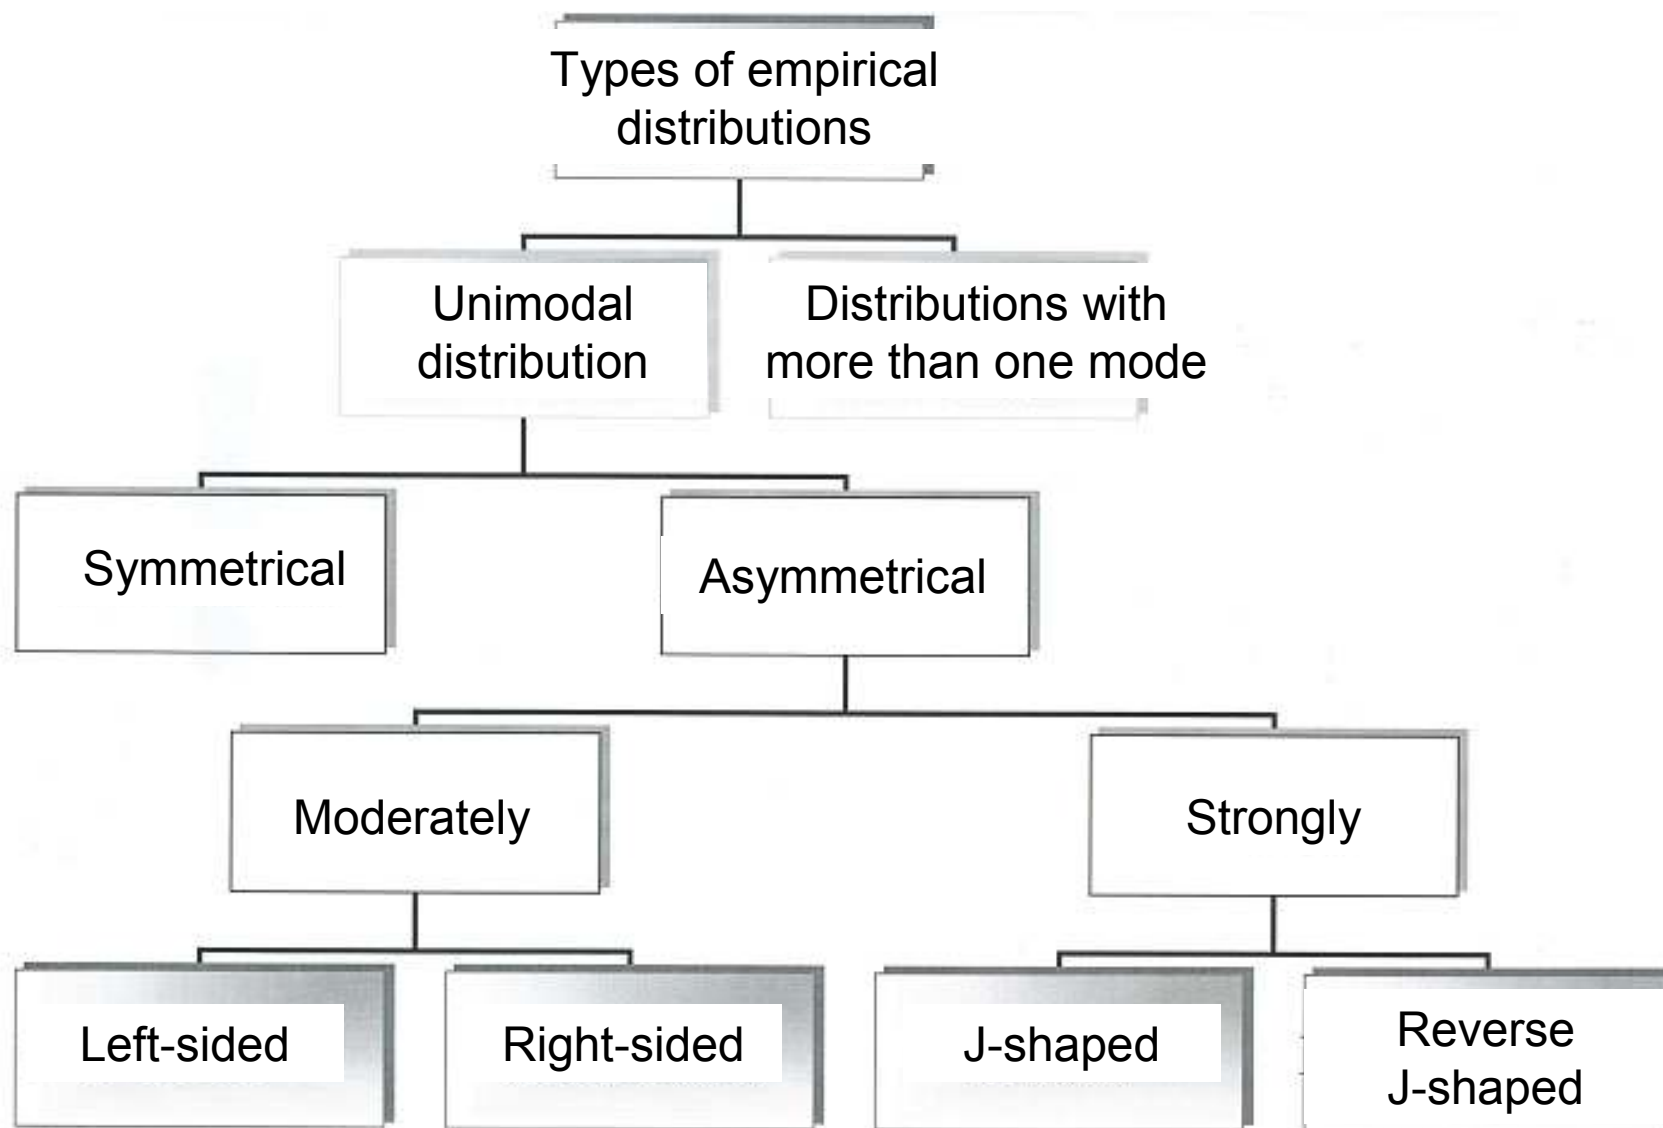 Types of empirical
distributions
Unimodal
distribution
Distributions with
more than one mode
Symmetrical
Asymmetrical
Moderately
Strongly
Left-sided
Right-sided
J-shaped
Reverse
J-shaped